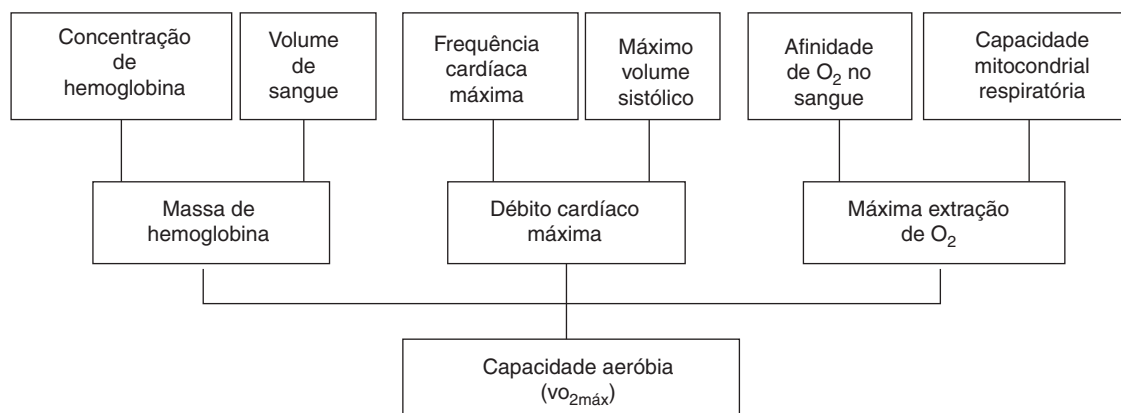 Concentração
de
hemoglobina
Volume
de
sangue
Frequência
cardíaca
máxima
Máximo
volume
sistólico
Afinidade
de O₂ no
sangue
Capacidade
mitocondrial
respiratória
Massa de
hemoglobina
Débito cardíaco
máxima
Máxima extração
de O₂
Capacidade aeróbia
(vo₂máx)